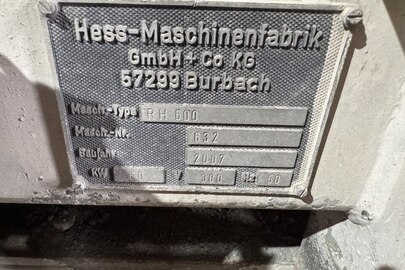 Hess-Maschinenfabrik
GmbH + Co KG
57299 Burbach
Masch.-Type RH 600
Masch.-Nr. 632
Baujahr 2007
KW 50 V 380 Hz 50